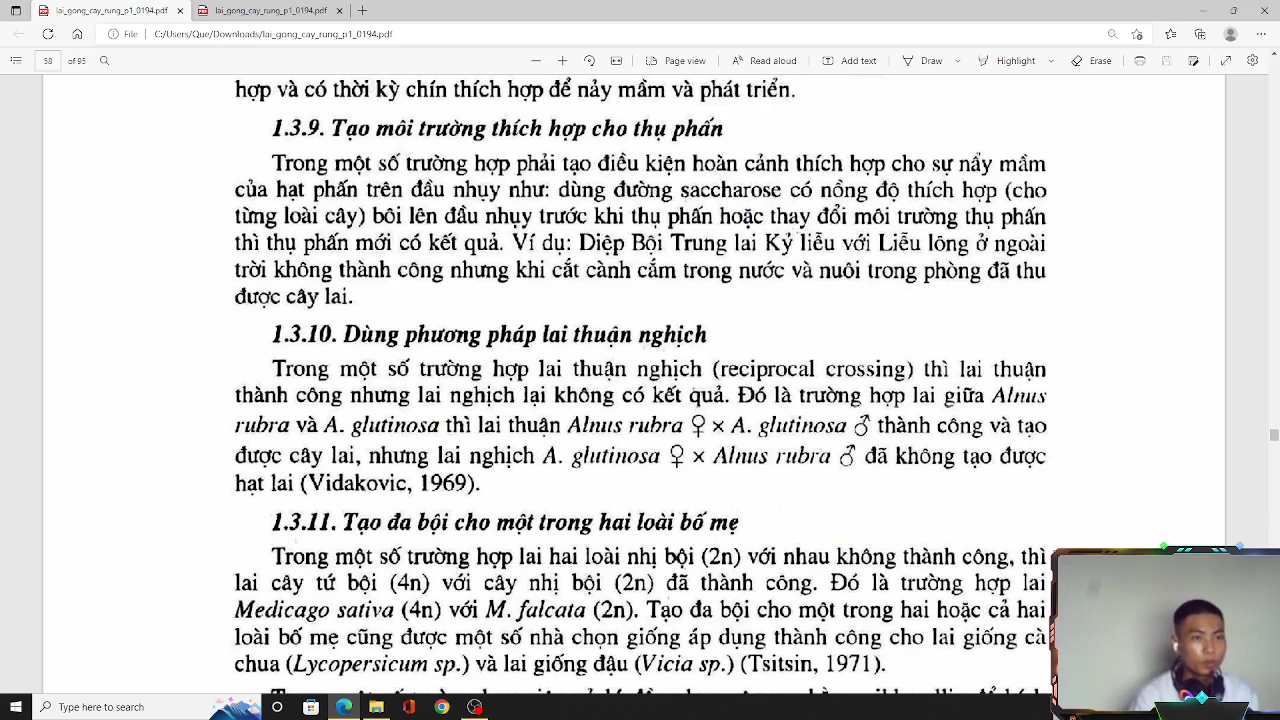 lai_gong_cay_rung_p1_0194.pdf
lai_gong_cay_rung_p1_0194.pdf
File
C:/Users/Que/Downloads/lai_gong_cay_rung_p1_0194.pdf
58 of 95
Page view
Read aloud
Add text
Draw
Highlight
Erase
hợp và có thời kỳ chín thích hợp để nảy mầm và phát triển.
1.3.9. Tạo môi trường thích hợp cho thụ phấn
Trong một số trường hợp phải tạo điều kiện hoàn cảnh thích hợp cho sự nẩy mầm
của hạt phấn trên đầu nhụy như: dùng đường saccharose có nồng độ thích hợp (cho
từng loài cây) bôi lên đầu nhụy trước khi thụ phấn hoặc thay đổi môi trường thụ phấn
thì thụ phấn mới có kết quả. Ví dụ: Diệp Bội Trung lai Kỷ liễu với Liễu lông ở ngoài
trời không thành công nhưng khi cắt cành cắm trong nước và nuôi trong phòng đã thu
được cây lai.
1.3.10. Dùng phương pháp lai thuận nghịch
Trong một số trường hợp lai thuận nghịch (reciprocal crossing) thì lai thuận
thành công nhưng lai nghịch lại không có kết quả. Đó là trường hợp lai giữa Alnus
rubra và A. glutinosa thì lai thuận Alnus rubra ♀ × A. glutinosa ♂ thành công và tạo
được cây lai, nhưng lai nghịch A. glutinosa ♀ × Alnus rubra ♂ đã không tạo được
hạt lai (Vidakovic, 1969).
1.3.11. Tạo đa bội cho một trong hai loài bố mẹ
Trong một số trường hợp lai hai loài nhị bội (2n) với nhau không thành công, thì
lai cây tứ bội (4n) với cây nhị bội (2n) đã thành công. Đó là trường hợp lai
Medicago sativa (4n) với M. falcata (2n). Tạo đa bội cho một trong hai hoặc cả hai
loài bố mẹ cũng được một số nhà chọn giống áp dụng thành công cho lai giống cà
chua (Lycopersicum sp.) và lai giống đậu (Vicia sp.) (Tsitsin, 1971).
Type here to search